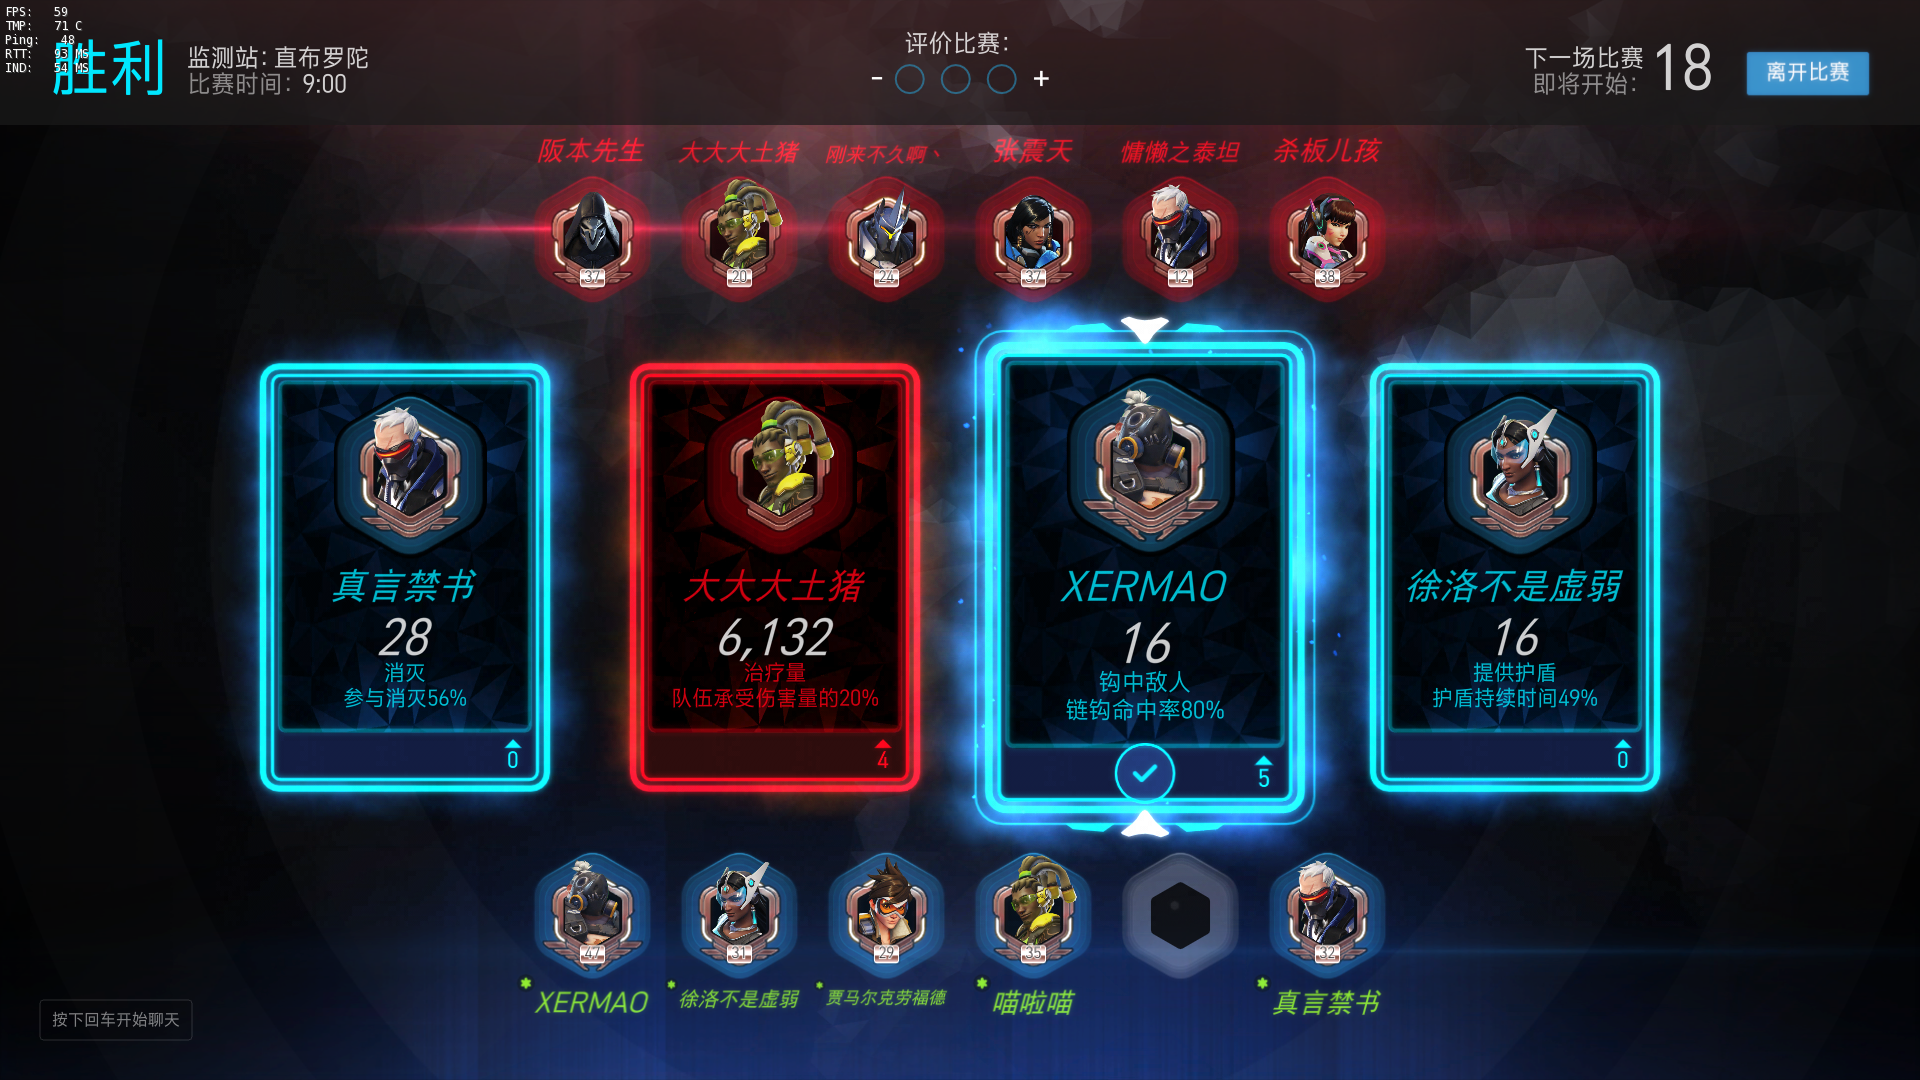 FPS: 59
TMP: 71 C
Ping: 48
RTT: 93 MS
IND: 54 MS
胜利
监测站: 直布罗陀
比赛时间: 9:00
评价比赛:
- +
下一场比赛
即将开始: 18
离开比赛
阪本先生 大大大土猪 刚来不久啊丶 张震天 慵懒之泰坦 杀板儿孩
37 20 24 37 12 38
真言禁书
28
消灭
参与消灭56%
0
大大大土猪
6,132
治疗量
队伍承受伤害量的20%
4
XERMAO
16
钩中敌人
链钩命中率80%
5
徐洛不是虚弱
16
提供护盾
护盾持续时间49%
0
47 31 29 35 32
XERMAO 徐洛不是虚弱 贾马尔克劳福德 喵啦喵 真言禁书
按下回车开始聊天